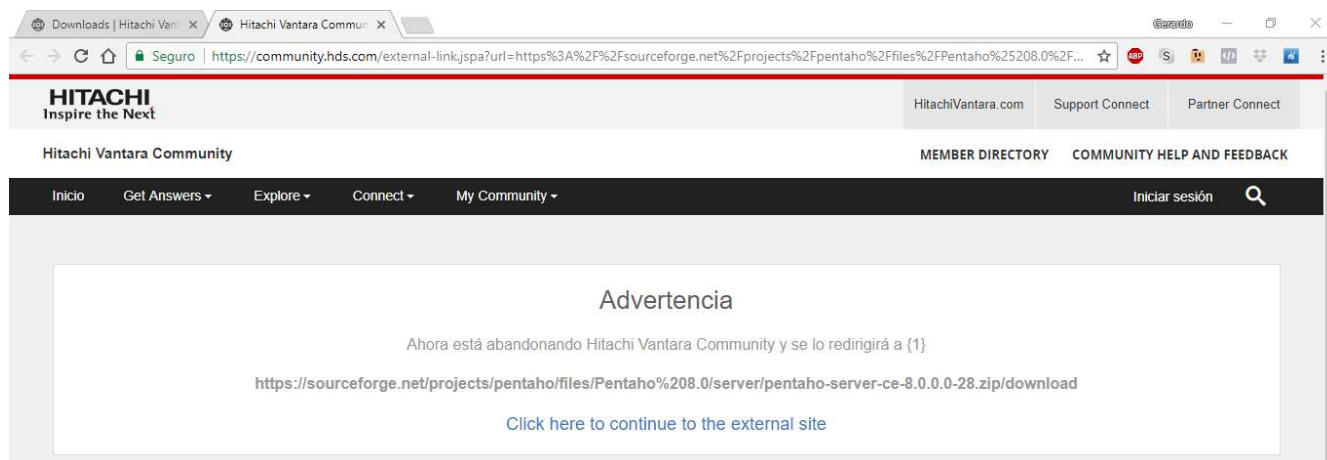 Downloads | Hitachi Van
Hitachi Vantara Commun
Gerardo
Seguro
https://community.hds.com/external-link.jspa?url=https%3A%2F%2Fsourceforge.net%2Fprojects%2Fpentaho%2Ffiles%2FPentaho%25208.0%2F...
ABP
S
HITACHI
Inspire the Next
HitachiVantara.com
Support Connect
Partner Connect
Hitachi Vantara Community
MEMBER DIRECTORY
COMMUNITY HELP AND FEEDBACK
Inicio
Get Answers
Explore
Connect
My Community
Iniciar sesión
Advertencia
Ahora está abandonando Hitachi Vantara Community y se lo redirigirá a {1}
https://sourceforge.net/projects/pentaho/files/Pentaho%208.0/server/pentaho-server-ce-8.0.0.0-28.zip/download
Click here to continue to the external site